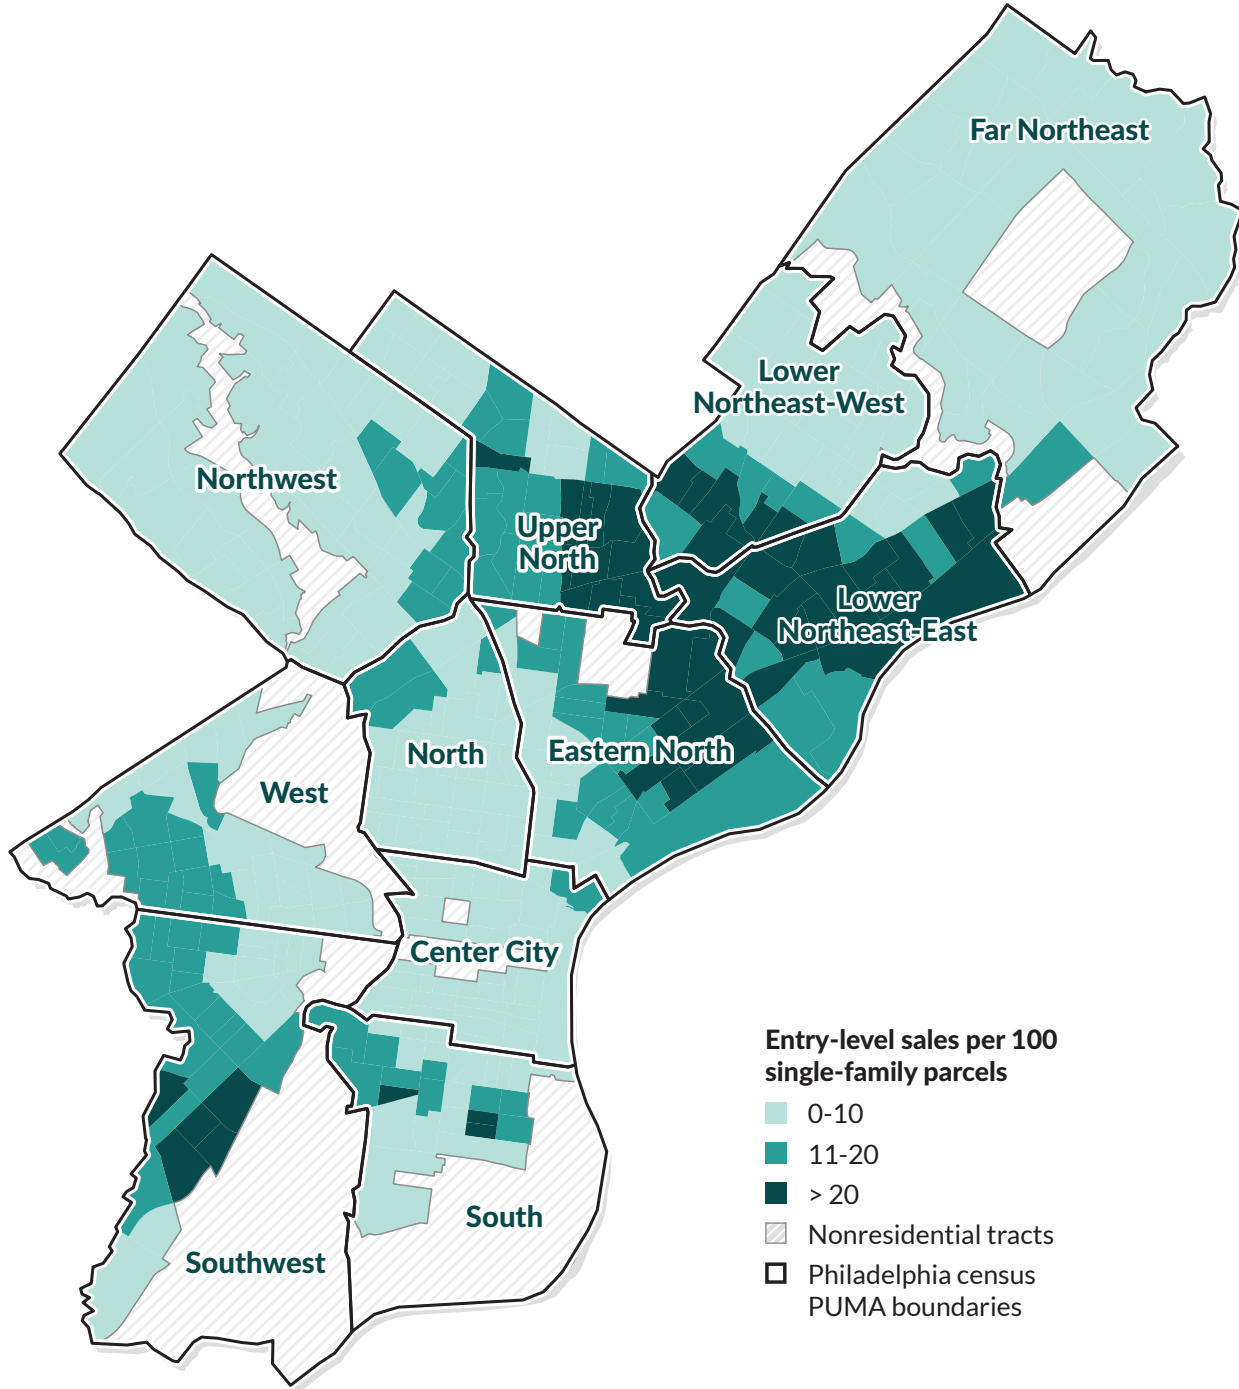 Far Northeast
Lower
Northeast-West
Northwest
Upper
North
Lower
Northeast-East
Eastern North
North
West
Center City
South
Southwest
Entry-level sales per 100
single-family parcels
0-10
11-20
> 20
Nonresidential tracts
Philadelphia census
PUMA boundaries